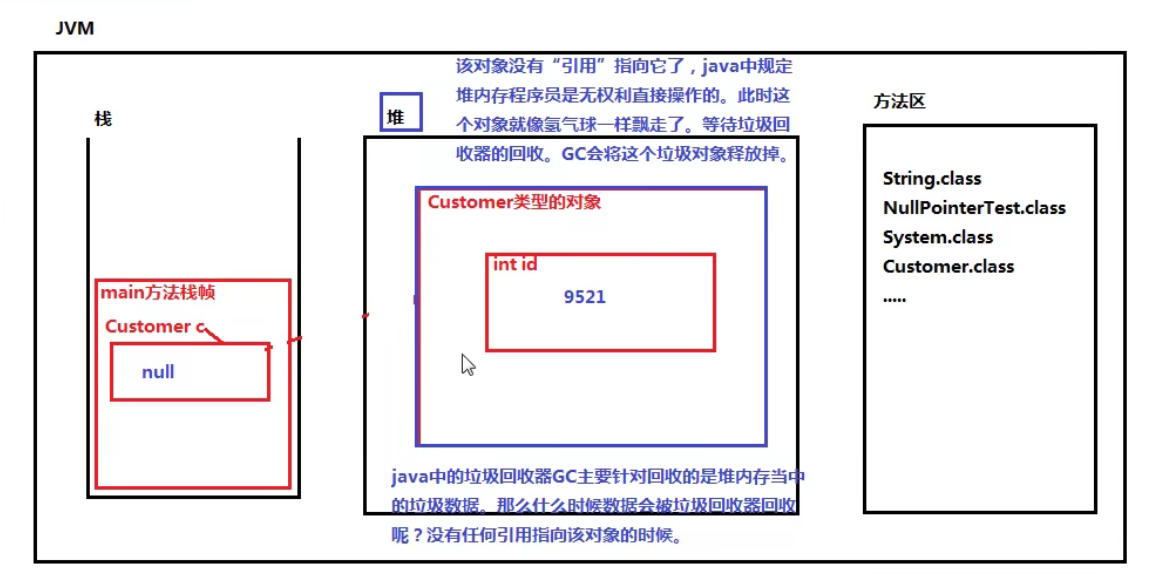 JVM
栈
main方法栈帧
Customer c
null
堆
该对象没有“引用”指向它了，java中规定
堆内存程序员是无权利直接操作的。此时这
个对象就像氢气球一样飘走了。等待垃圾回
收器的回收。GC会将这个垃圾对象释放掉。
Customer类型的对象
int id
9521
java中的垃圾回收器GC主要针对回收的是堆内存当中
的垃圾数据。那么什么时候数据会被垃圾回收器回收
呢？没有任何引用指向该对象的时候。
方法区
String.class
NullPointerTest.class
System.class
Customer.class
.....